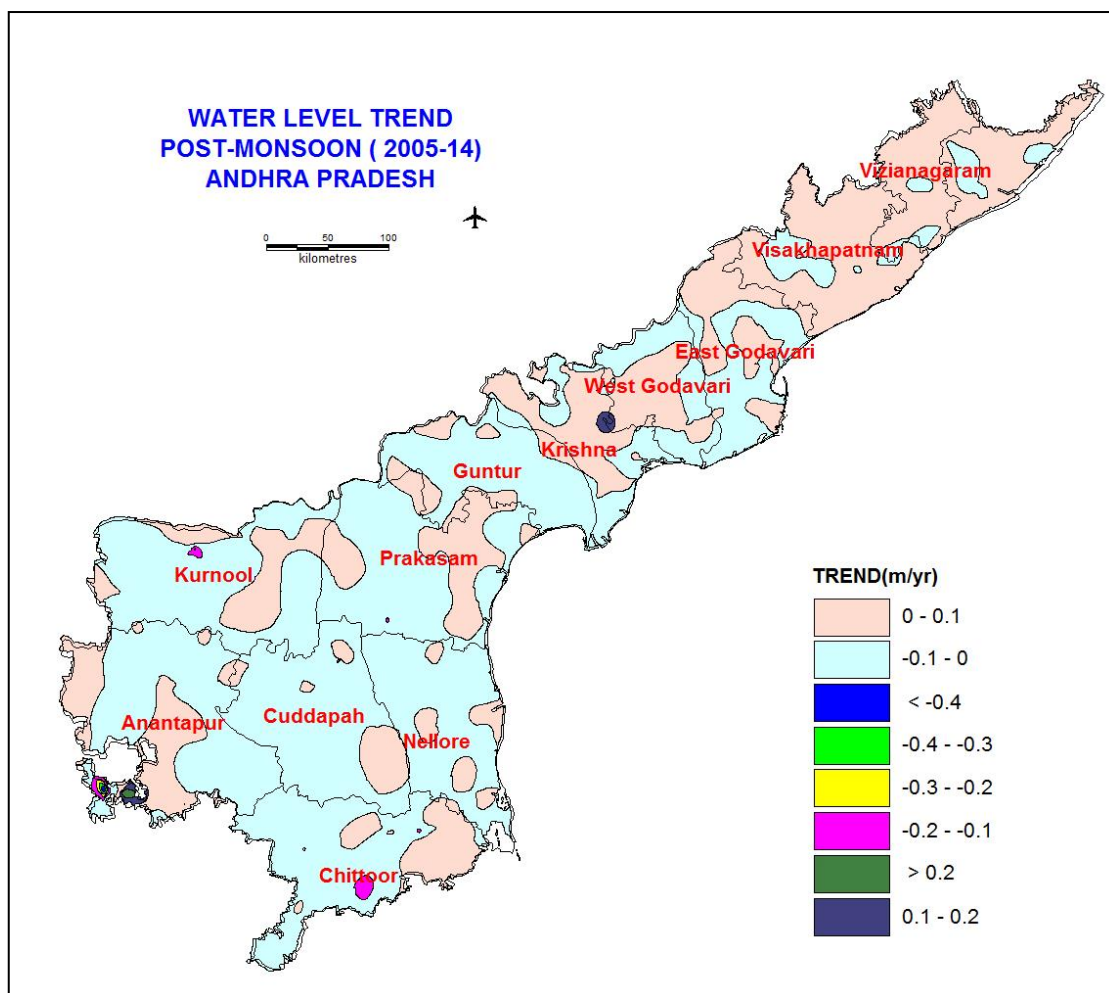 WATER LEVEL TREND
POST-MONSOON ( 2005-14)
ANDHRA PRADESH
0 50 100
kilometres
Vizianagaram
Visakhapatnam
East Godavari
West Godavari
Krishna
Guntur
Prakasam
Kurnool
Anantapur
Cuddapah
Nellore
Chittoor
TREND(m/yr)
0 - 0.1
-0.1 - 0
< -0.4
-0.4 - -0.3
-0.3 - -0.2
-0.2 - -0.1
> 0.2
0.1 - 0.2